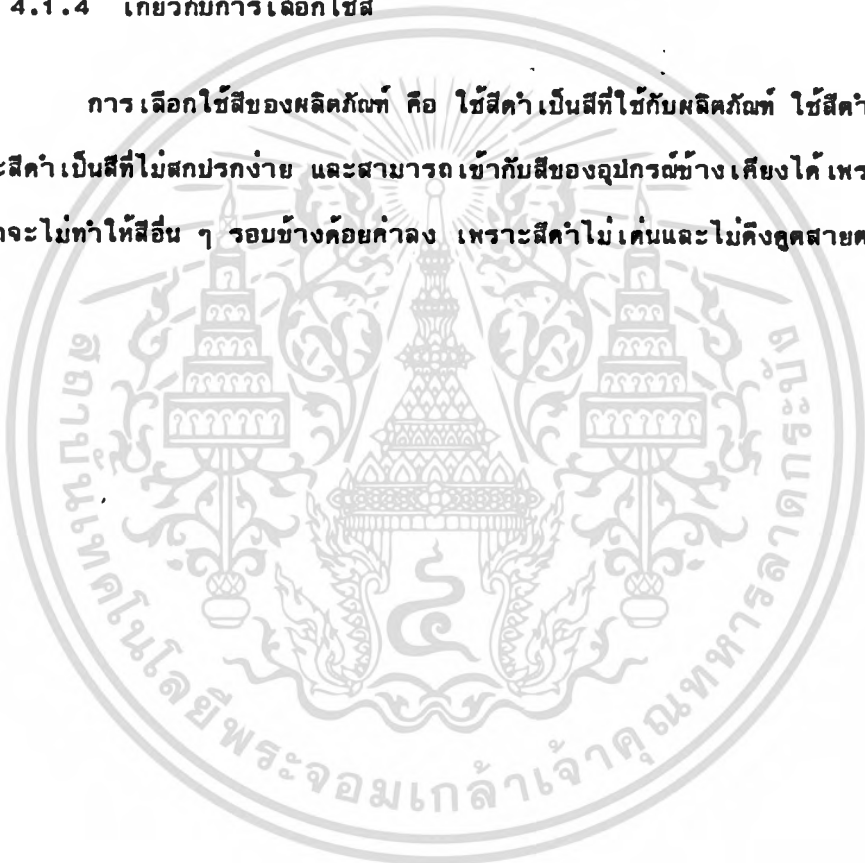 4.1.4 เกี่ยวกับการเลือกใช้สี
การเลือกใช้สีของผลิตภัณฑ์ คือ ใช้สีดำเป็นสีที่ใช้กับผลิตภัณฑ์ ใช้สีดำ
ะสีดำเป็นสีที่ไม่สกปรกง่าย และสามารถเข้ากับสีของอุปกรณ์ข้างเคียงได้เพร
จะไม่ทำให้สีอื่น ๆ รอบข้างด้อยค่าลง เพราะสีดำไม่เด่นและไม่ดึงดูดสายต
สถาบันเทคโนโลยีพระจอมเกล้าเจ้าคุณทหารลาดกระบัง